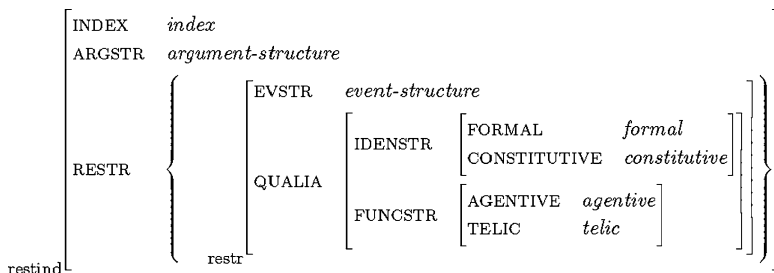 INDEX index
ARGSTR argument-structure
EVSTR event-structure
FORMAL formal
IDENSTR
CONSTITUTIVE constitutive
RESTR
QUALIA
AGENTIVE agentive
FUNCSTR
TELIC telic
restr
restind